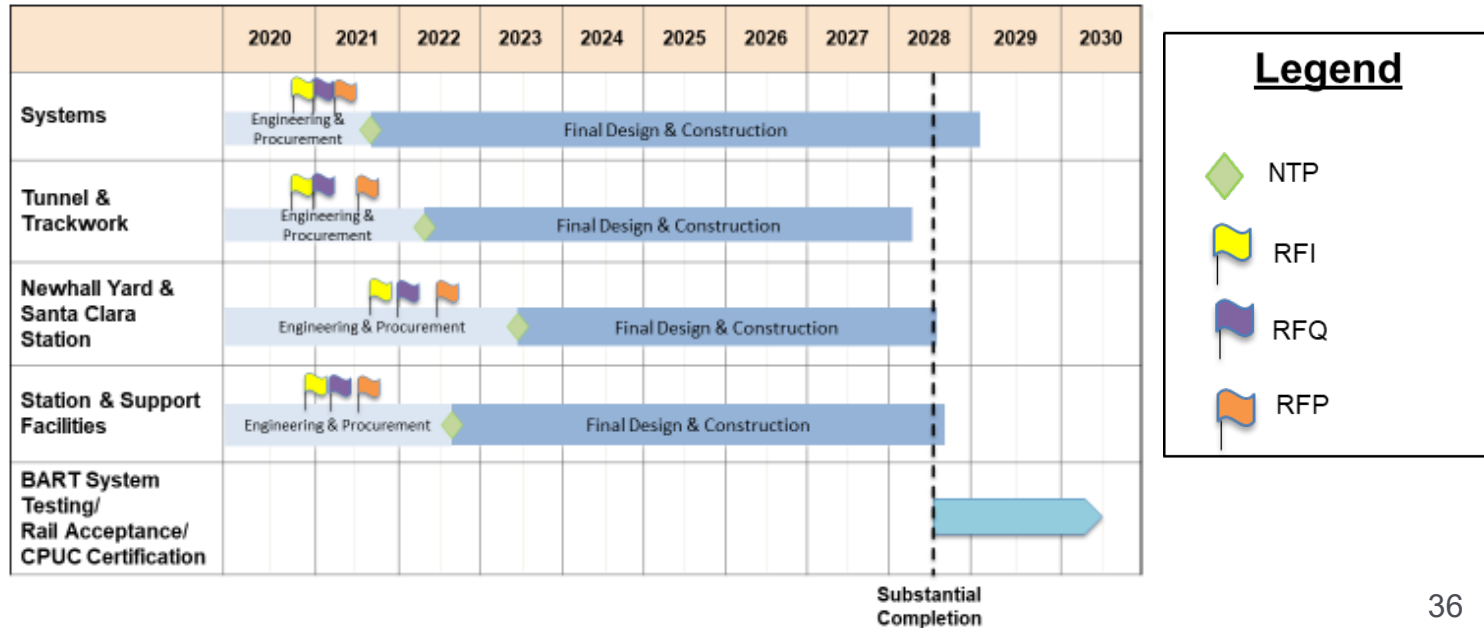 2020 2021 2022 2023 2024 2025 2026 2027 2028 2029 2030
Systems
Engineering &
Procurement
Final Design & Construction
Tunnel &
Trackwork
Engineering &
Procurement
Final Design & Construction
Newhall Yard &
Santa Clara
Station
Engineering & Procurement
Final Design & Construction
Station & Support
Facilities
Engineering & Procurement
Final Design & Construction
BART System
Testing/
Rail Acceptance/
CPUC Certification
Substantial
Completion
Legend
NTP
RFI
RFQ
RFP
36